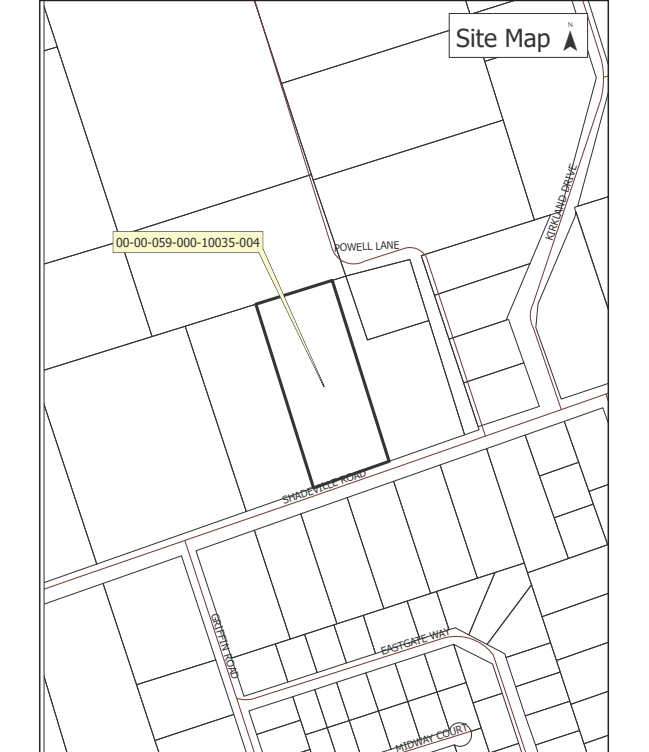 N
Site Map
KIRKLAND DRIVE
00-00-059-000-10035-004
POWELL LANE
SHADEVILLE ROAD
GRIFFIN ROAD
EASTGATE WAY
MIDWAY COURT